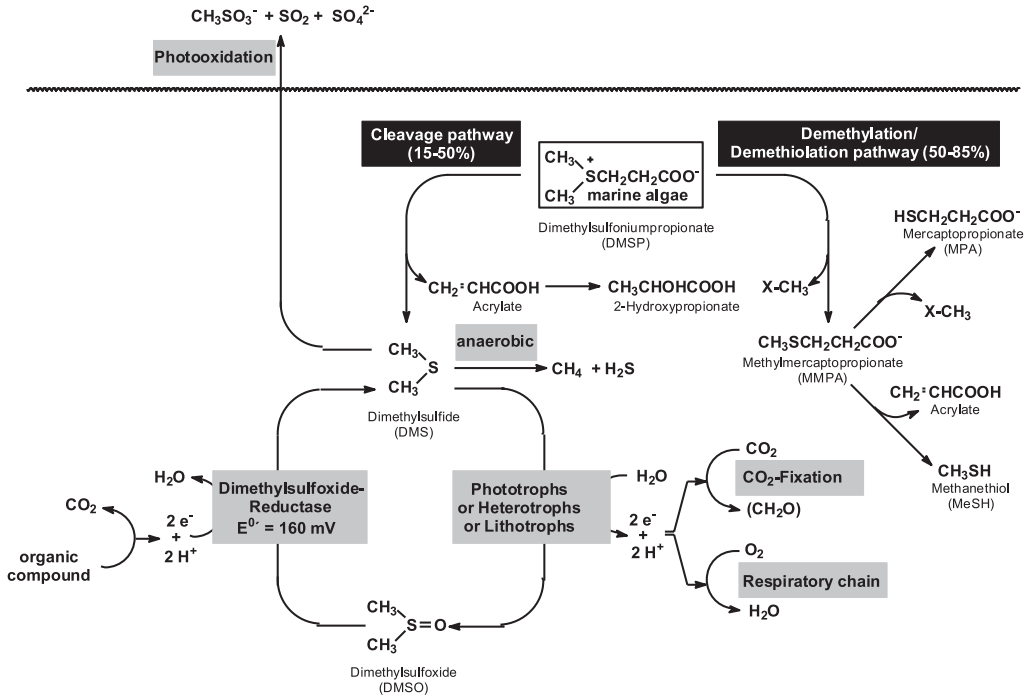 CH₃SO₃⁻ + SO₂ + SO₄²⁻
Photooxidation
Cleavage pathway
(15-50%)
CH₃
+
SCH₂CH₂COO⁻
CH₃
marine algae
Dimethylsulfoniumpropionate
(DMSP)
Demethylation/
Demethiolation pathway (50-85%)
HSCH₂CH₂COO⁻
Mercaptopropionate
(MPA)
CH₂=CHCOOH
Acrylate
CH₃CHOHCOOH
2-Hydroxypropionate
X-CH₃
X-CH₃
CH₃SCH₂CH₂COO⁻
Methylmercaptopropionate
(MMPA)
CH₂=CHCOOH
Acrylate
CH₃SH
Methanethiol
(MeSH)
anaerobic
CH₃
S
CH₃
CH₄ + H₂S
Dimethylsulfide
(DMS)
H₂O
Dimethylsulfoxide-
Reductase
E⁰´ = 160 mV
CO₂
organic
compound
2 e⁻
+
2 H⁺
Phototrophs
or Heterotrophs
or Lithotrophs
H₂O
2 e⁻
+
2 H⁺
CO₂
CO₂-Fixation
(CH₂O)
O₂
Respiratory chain
H₂O
CH₃
S=O
CH₃
Dimethylsulfoxide
(DMSO)